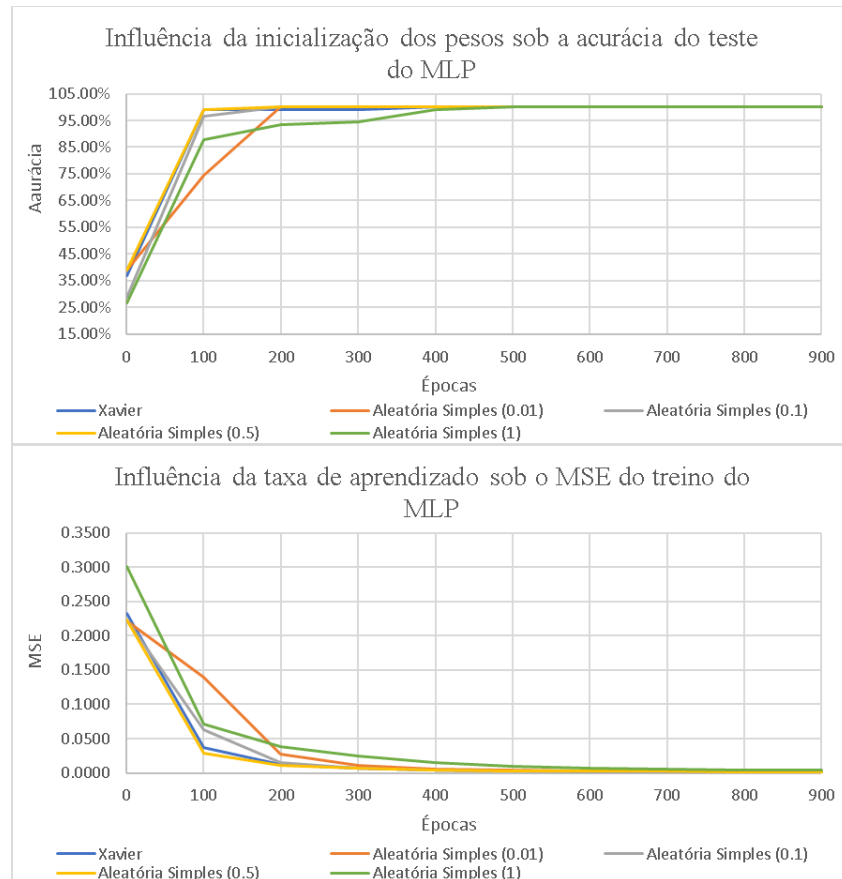 Influência da inicialização dos pesos sob a acurácia do teste
do MLP
105.00%
95.00%
85.00%
75.00%
65.00%
55.00%
45.00%
35.00%
25.00%
15.00%
Aaurácia
0 100 200 300 400 500 600 700 800 900
Épocas
Xavier Aleatória Simples (0.01) Aleatória Simples (0.1)
Aleatória Simples (0.5) Aleatória Simples (1)
Influência da taxa de aprendizado sob o MSE do treino do
MLP
0.3500
0.3000
0.2500
0.2000
0.1500
0.1000
0.0500
0.0000
MSE
0 100 200 300 400 500 600 700 800 900
Épocas
Xavier Aleatória Simples (0.01) Aleatória Simples (0.1)
Aleatória Simples (0.5) Aleatória Simples (1)